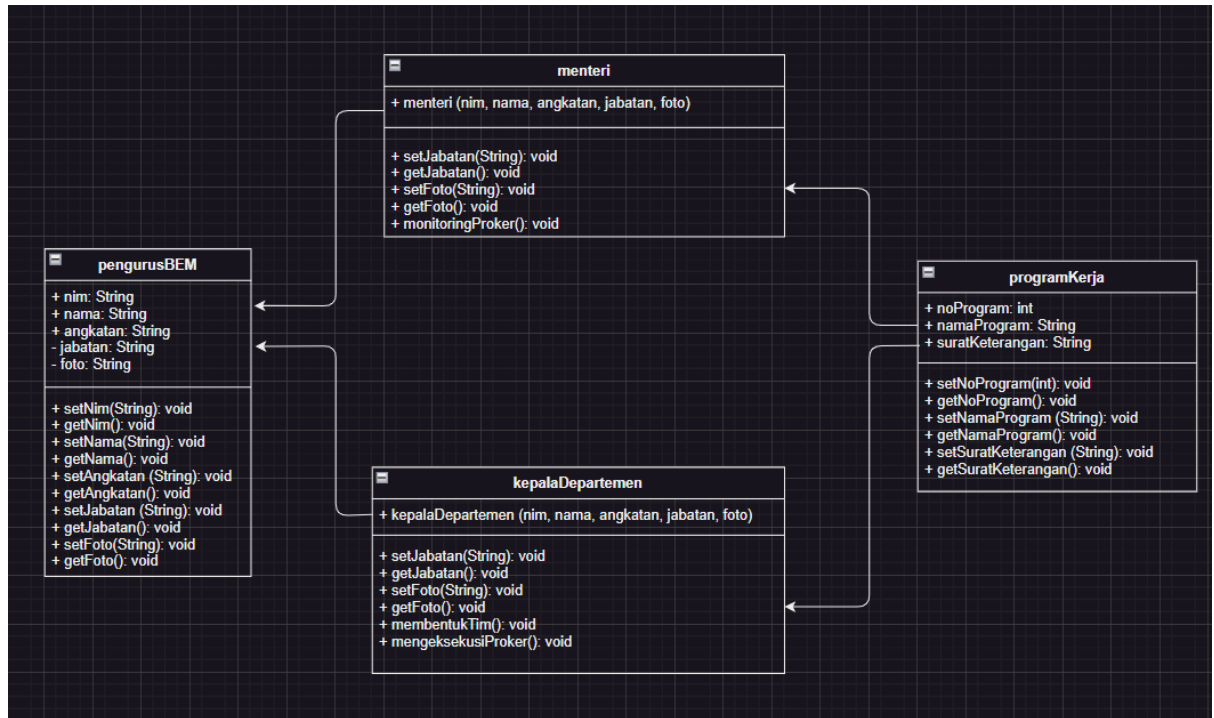 menteri
+ menteri (nim, nama, angkatan, jabatan, foto)
+ setJabatan(String): void
+ getJabatan(): void
+ setFoto(String): void
+ getFoto(): void
+ monitoringProker(): void
pengurusBEM
+ nim: String
+ nama: String
+ angkatan: String
- jabatan: String
- foto: String
+ setNim(String): void
+ getNim(): void
+ setNama(String): void
+ getNama(): void
+ setAngkatan (String): void
+ getAngkatan(): void
+ setJabatan (String): void
+ getJabatan(): void
+ setFoto(String): void
+ getFoto(): void
kepalaDepartemen
+ kepalaDepartemen (nim, nama, angkatan, jabatan, foto)
+ setJabatan(String): void
+ getJabatan(): void
+ setFoto(String): void
+ getFoto(): void
+ membentukTim(): void
+ mengeksekusiProker(): void
programKerja
+ noProgram: int
+ namaProgram: String
+ suratKeterangan: String
+ setNoProgram(int): void
+ getNoProgram(): void
+ setNamaProgram (String): void
+ getNamaProgram(): void
+ setSuratKeterangan (String): void
+ getSuratKeterangan(): void